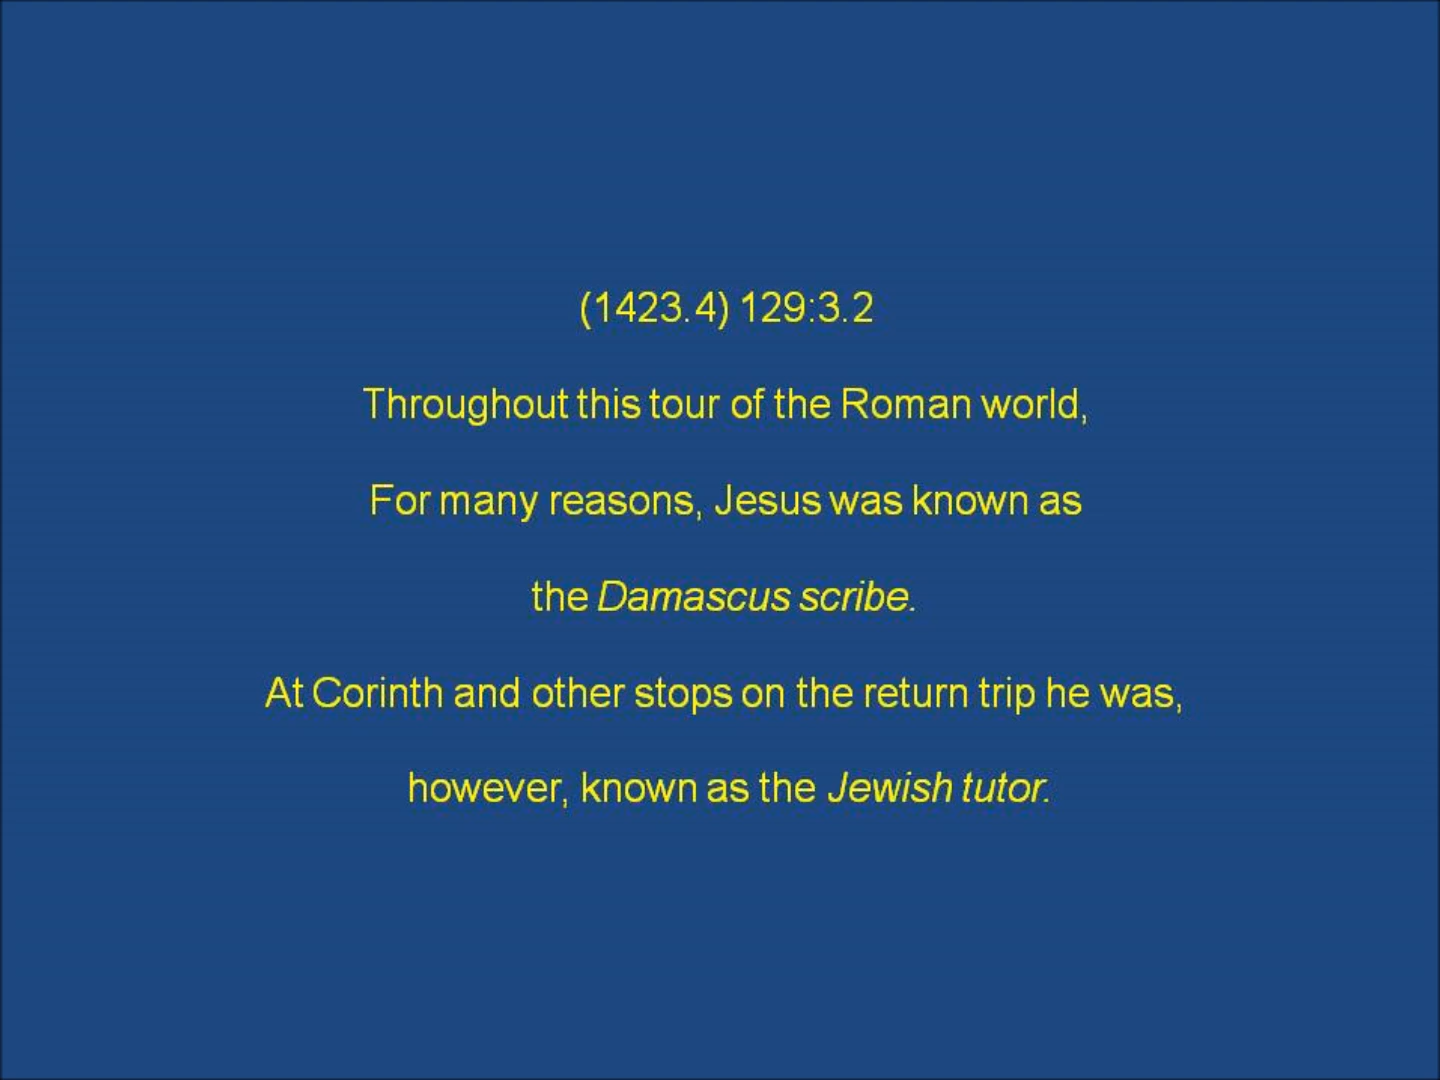 (1423.4) 129:3.2
Throughout this tour of the Roman world,
For many reasons, Jesus was known as
the Damascus scribe.
At Corinth and other stops on the return trip he was,
however, known as the Jewish tutor.